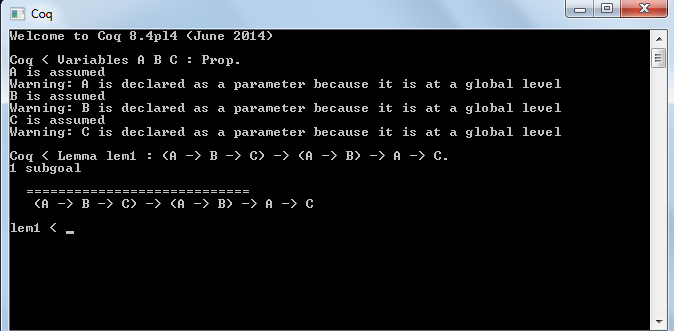 Coq
Welcome to Coq 8.4pl4 (June 2014)
Coq < Variables A B C : Prop.
A is assumed
Warning: A is declared as a parameter because it is at a global level
B is assumed
Warning: B is declared as a parameter because it is at a global level
C is assumed
Warning: C is declared as a parameter because it is at a global level
Coq < Lemma lem1 : (A -> B -> C) -> (A -> B) -> A -> C.
1 subgoal
============================
(A -> B -> C) -> (A -> B) -> A -> C
lem1 < _